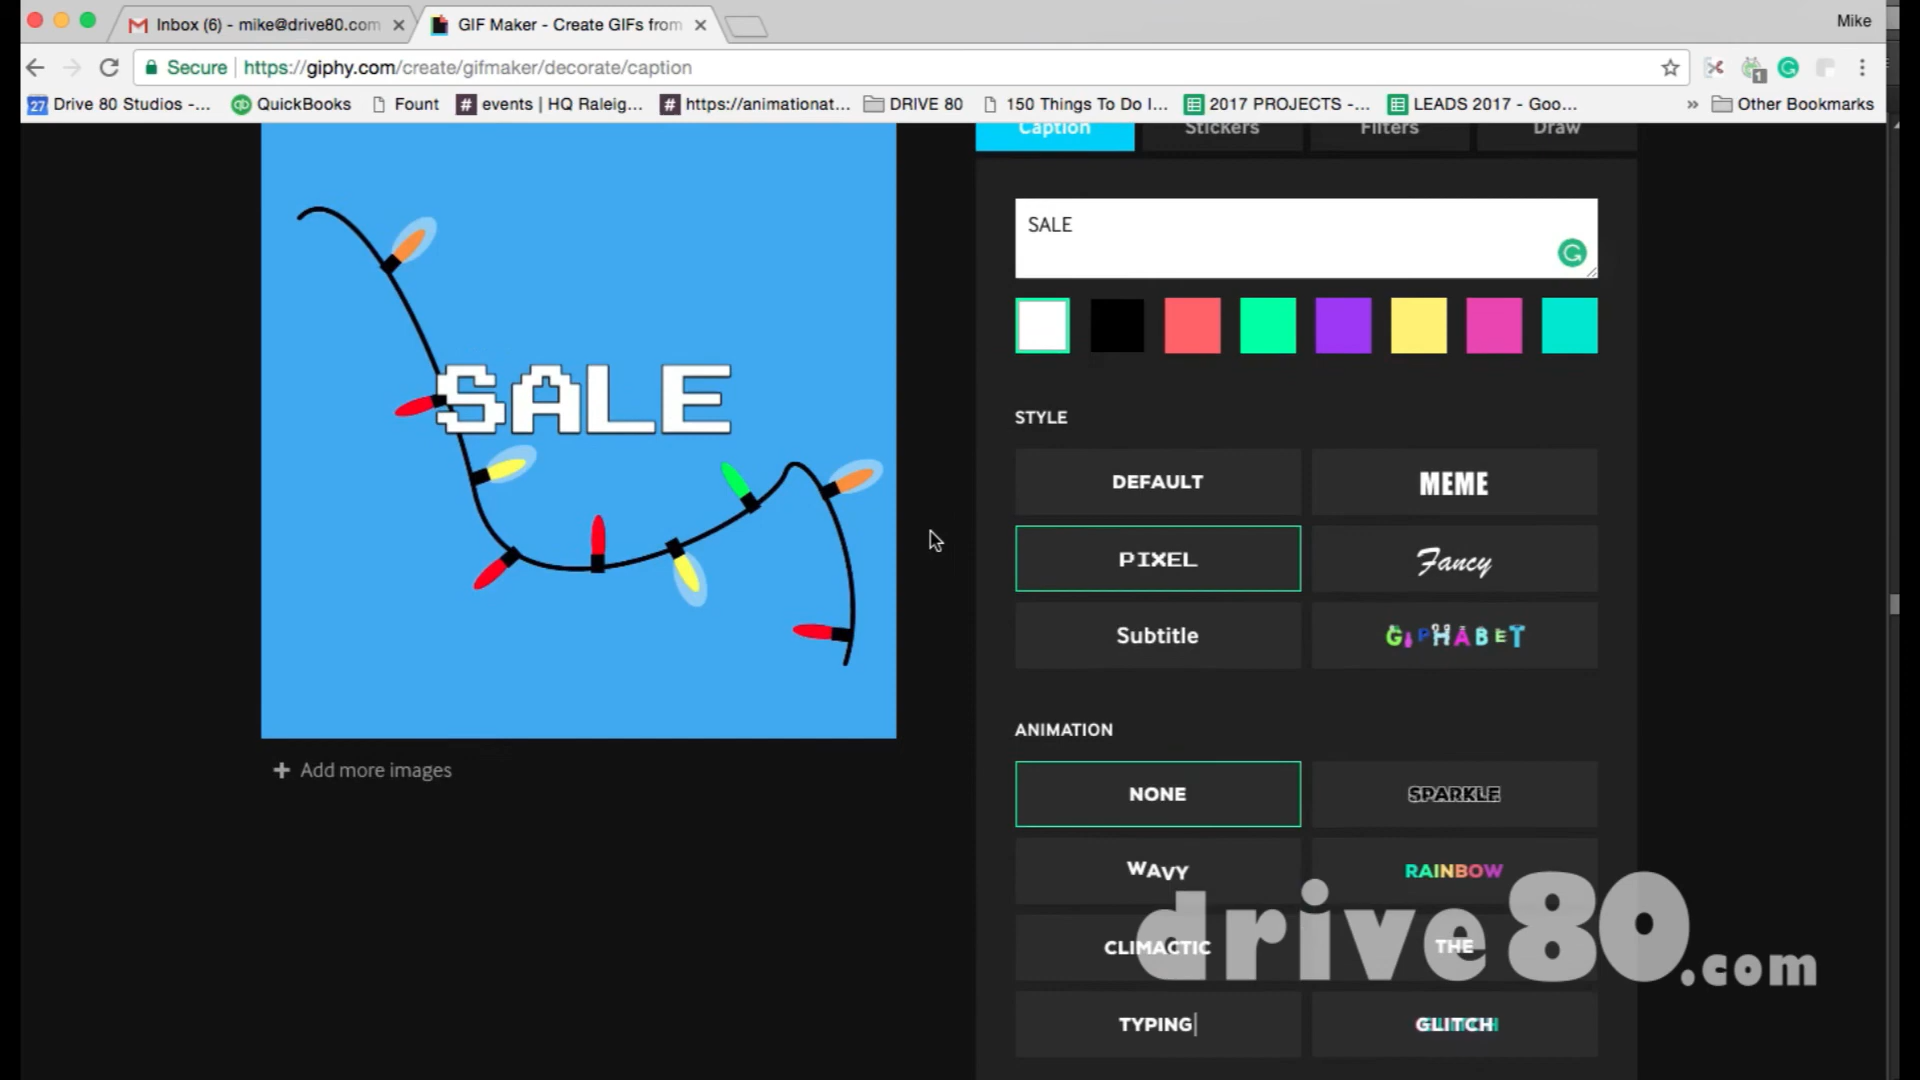 Inbox (6) - mike@drive80.com
GIF Maker - Create GIFs from
Mike
Secure
https://giphy.com/create/gifmaker/decorate/caption
27
Drive 80 Studios -...
QuickBooks
Fount
events | HQ Raleig...
https://animationat...
DRIVE 80
150 Things To Do I...
2017 PROJECTS -...
LEADS 2017 - Goo...
»
Other Bookmarks
1
Caption
Stickers
Filters
Draw
SALE
SALE
STYLE
DEFAULT
MEME
PIXEL
Fancy
Subtitle
GIPHABET
+ Add more images
ANIMATION
NONE
SPARKLE
WAVY
RAINBOW
CLIMACTIC
THE
TYPING
GLITCH
drive80.com